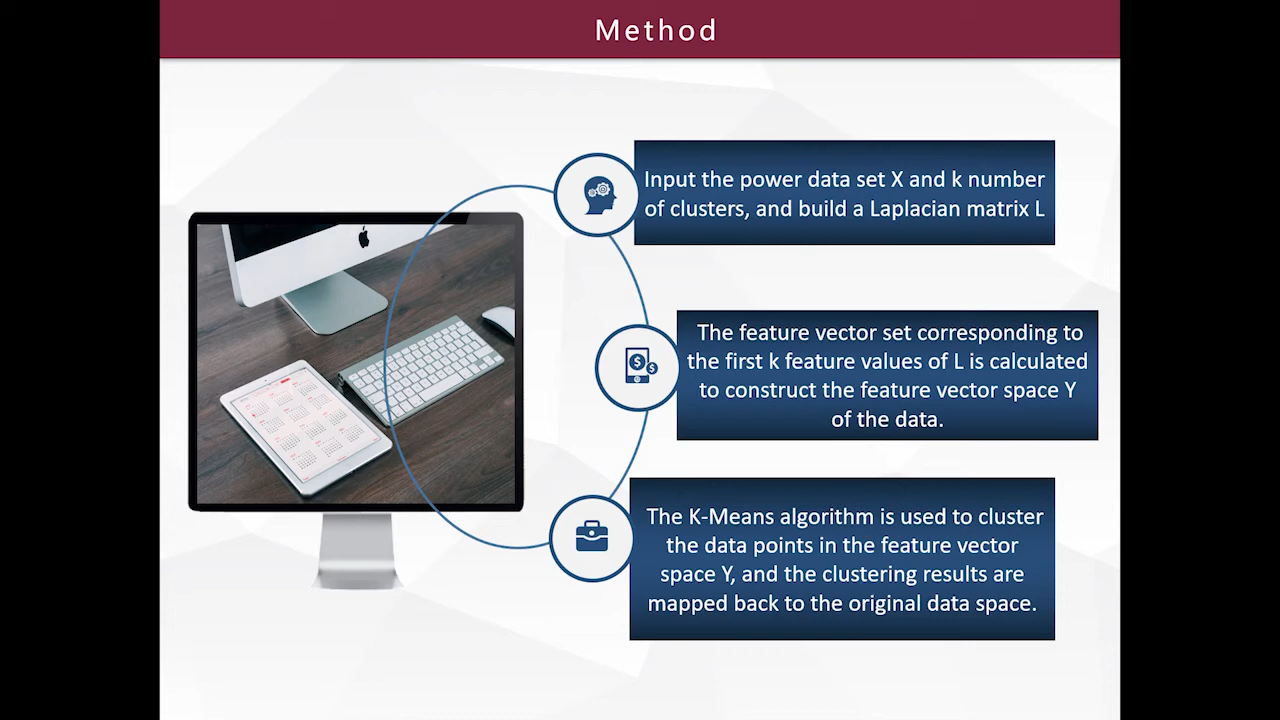 Method
Input the power data set X and k number
of clusters, and build a Laplacian matrix L
The feature vector set corresponding to
the first k feature values of L is calculated
to construct the feature vector space Y
of the data.
The K-Means algorithm is used to cluster
the data points in the feature vector
space Y, and the clustering results are
mapped back to the original data space.